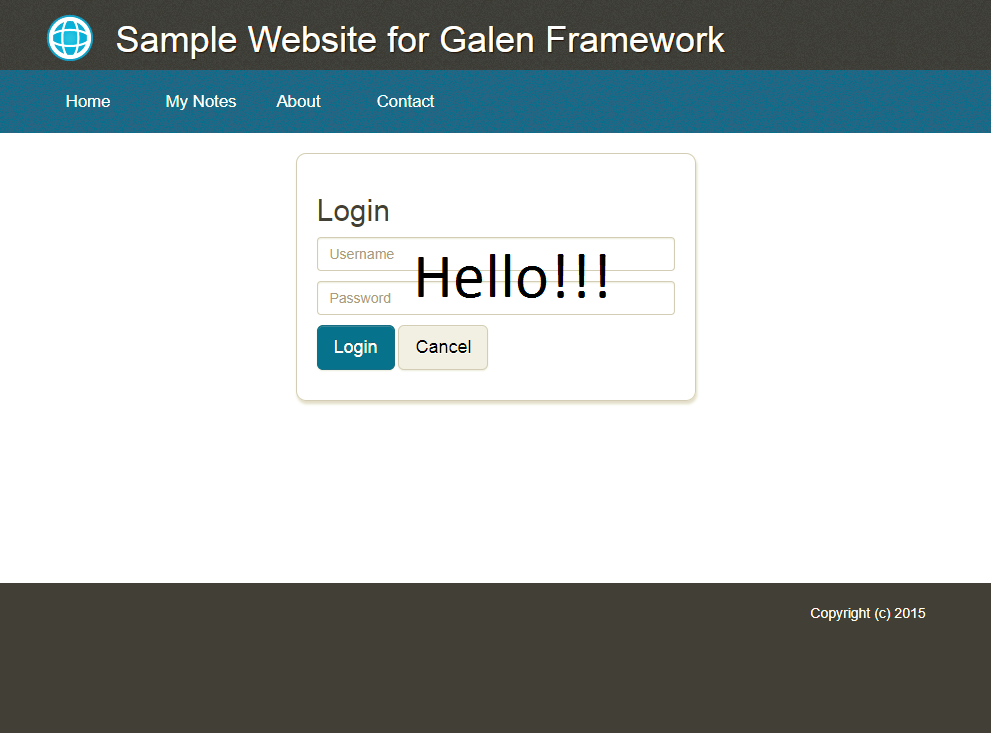 Sample Website for Galen Framework
Home My Notes About Contact
Login
Username
Hello!!!
Password
Login Cancel
Copyright (c) 2015